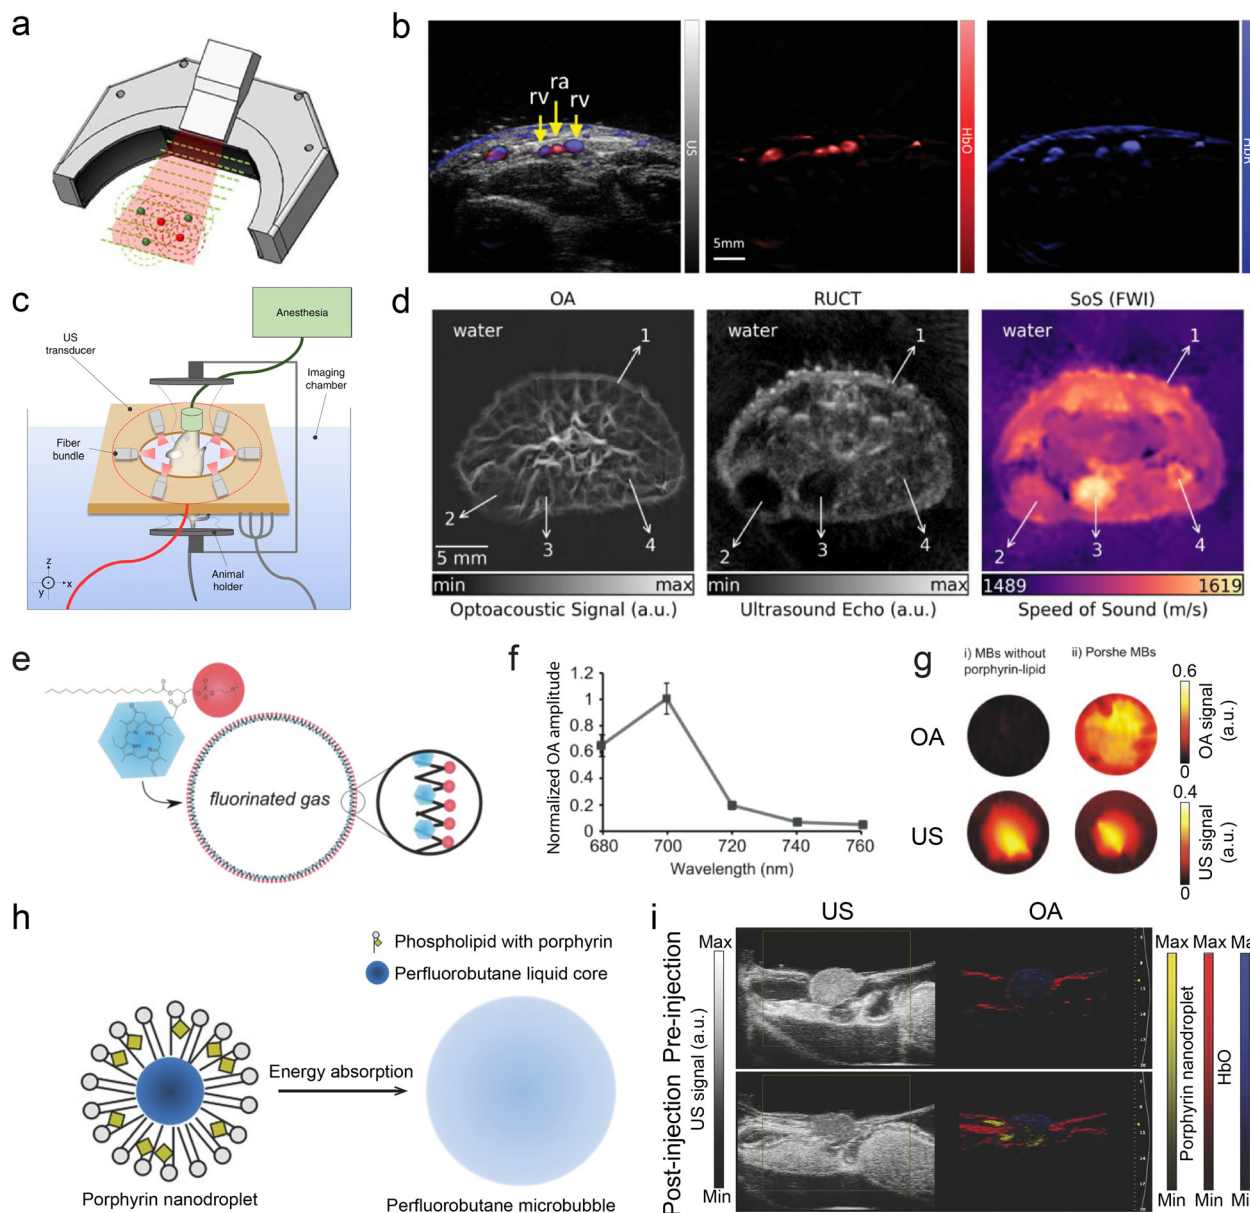 a
b
rv
ra
rv
US
HbO
HbR
5mm
c
Anesthesia
US
transducer
Imaging
chamber
Fiber
bundle
Animal
holder
z
x
y
d
OA
RUCT
SoS (FWI)
water
water
water
1
1
1
2
3
4
2
3
4
2
3
4
5 mm
min
max
min
max
1489
1619
Optoacoustic Signal (a.u.)
Ultrasound Echo (a.u.)
Speed of Sound (m/s)
e
fluorinated gas
f
Normalized OA amplitude
1.2
1
0.8
0.6
0.4
0.2
0
680
700
720
740
760
Wavelength (nm)
g
i) MBs without
porphyrin-lipid
ii) Porshe MBs
OA
US
0.6
OA signal
(a.u.)
0
0.4
US signal
(a.u.)
0
h
Phospholipid with porphyrin
Perfluorobutane liquid core
Energy absorption
Porphyrin nanodroplet
Perfluorobutane microbubble
i
US
OA
Pre-injection
Post-injection
Max
US signal (a.u.)
Min
Max
Max
Ma
Porphyrin nanodroplet
HbO
Min
Min
Mi